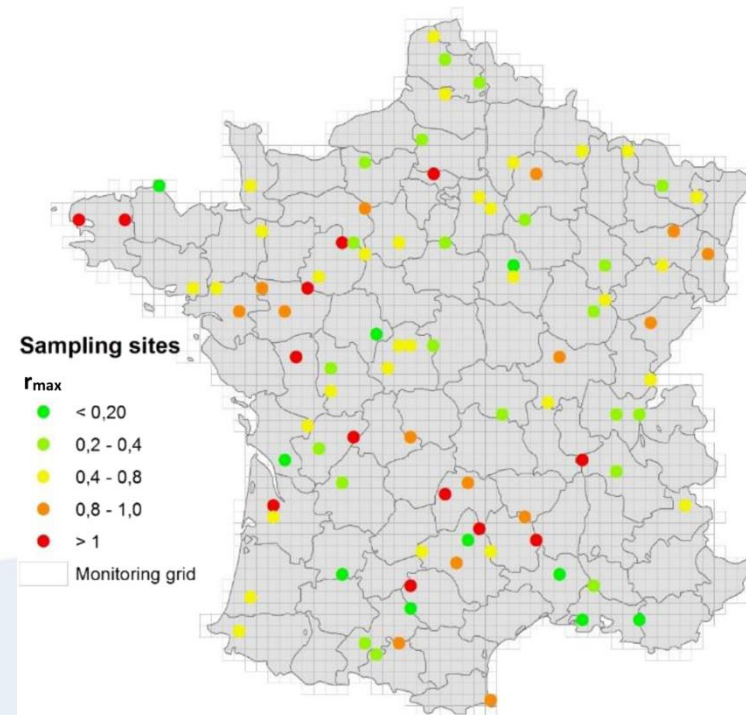 Sampling sites
rmax
< 0,20
0,2 - 0,4
0,4 - 0,8
0,8 - 1,0
> 1
Monitoring grid